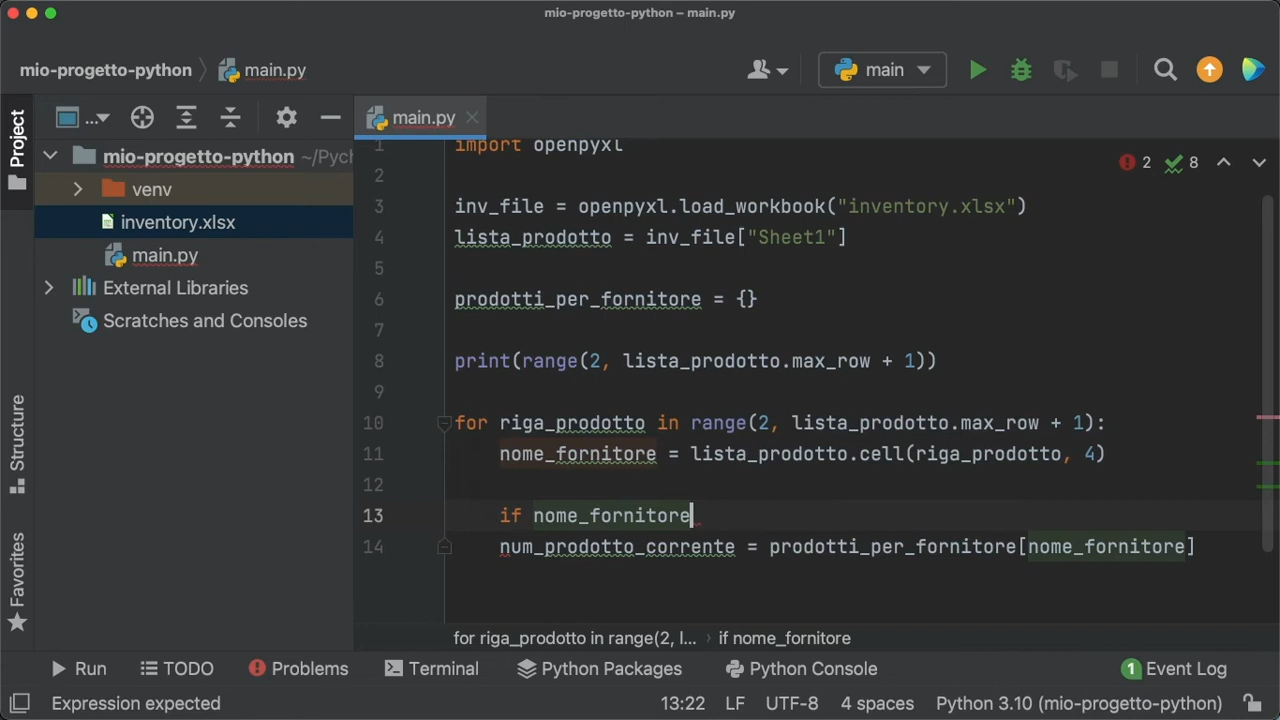 mio-progetto-python – main.py
mio-progetto-python
main.py
main
Project
...
main.py
mio-progetto-python ~/Pych
venv
inventory.xlsx
main.py
External Libraries
Scratches and Consoles
2
8
1 import openpyxl
2
3 inv_file = openpyxl.load_workbook("inventory.xlsx")
4 lista_prodotto = inv_file["Sheet1"]
5
6 prodotti_per_fornitore = {}
7
8 print(range(2, lista_prodotto.max_row + 1))
9
10 for riga_prodotto in range(2, lista_prodotto.max_row + 1):
11 nome_fornitore = lista_prodotto.cell(riga_prodotto, 4)
12
13 if nome_fornitore
14 num_prodotto_corrente = prodotti_per_fornitore[nome_fornitore]
Structure
Favorites
for riga_prodotto in range(2, l...
if nome_fornitore
Run
TODO
Problems
Terminal
Python Packages
Python Console
1 Event Log
Expression expected
13:22
LF
UTF-8
4 spaces
Python 3.10 (mio-progetto-python)